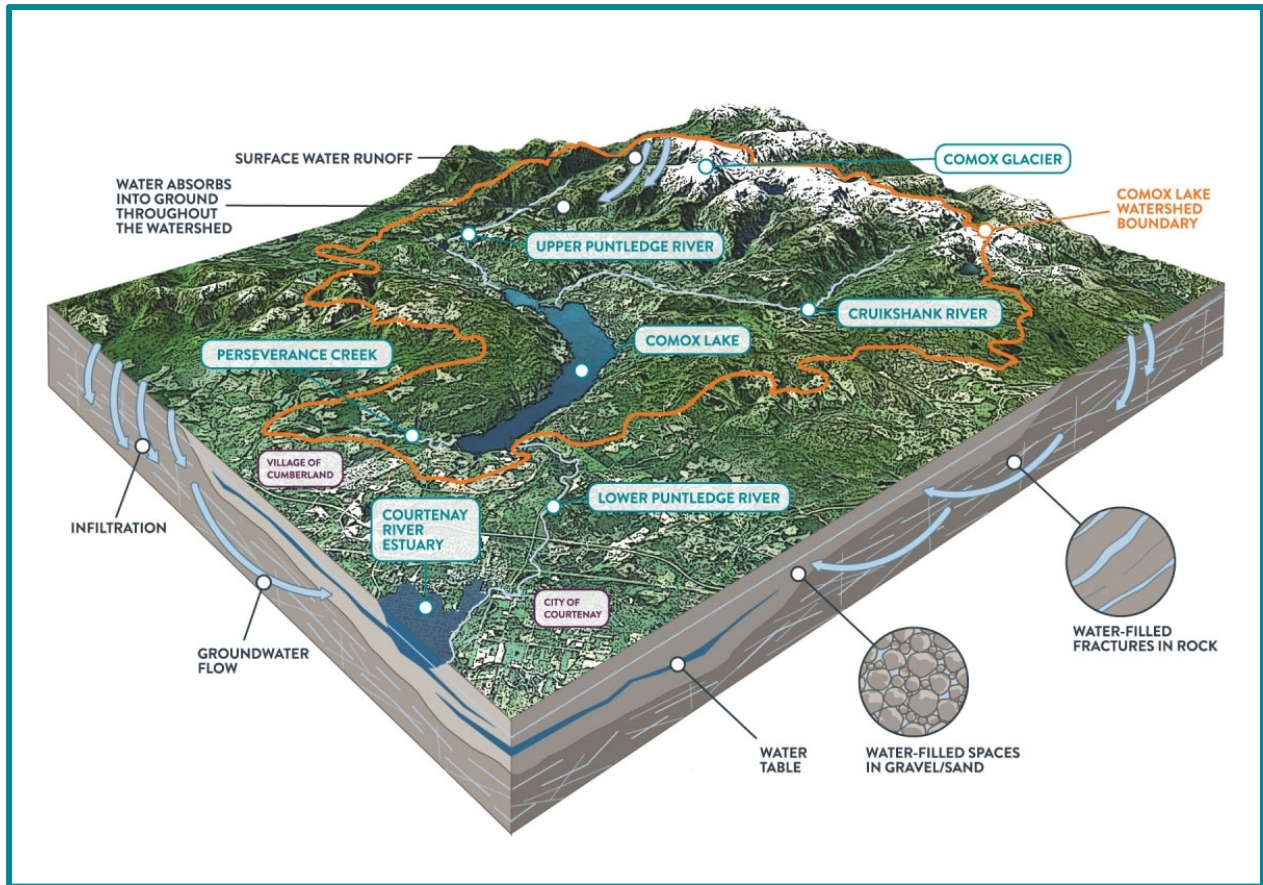 SURFACE WATER RUNOFF
COMOX GLACIER
WATER ABSORBS
INTO GROUND
THROUGHOUT
THE WATERSHED
COMOX LAKE
WATERSHED
BOUNDARY
UPPER PUNTLEDGE RIVER
CRUIKSHANK RIVER
PERSEVERANCE CREEK
COMOX LAKE
VILLAGE OF
CUMBERLAND
LOWER PUNTLEDGE RIVER
COURTENAY
RIVER
ESTUARY
INFILTRATION
CITY OF
COURTENAY
GROUNDWATER
FLOW
WATER-FILLED
FRACTURES IN ROCK
WATER
TABLE
WATER-FILLED SPACES
IN GRAVEL/SAND